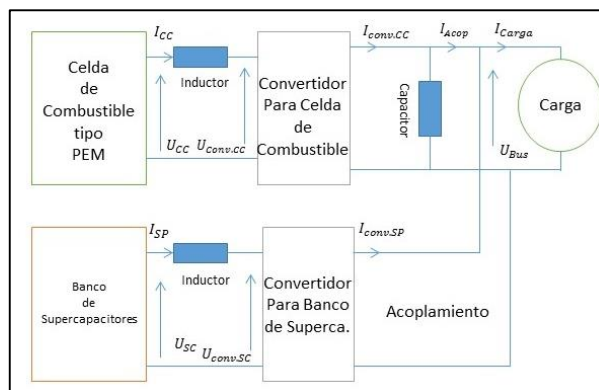 I_CC
I_conv.CC
I_Acop
I_Carga
Celda
de
Combustible
tipo
PEM
Inductor
U_CC U_Conv.CC
Convertidor
Para Celda
de
Combustible
Capacitor
U_Bus
Carga
I_SP
I_conv.SP
Banco
de
Supercapacitores
Inductor
U_SC U_conv.SC
Convertidor
Para Banco
de Superca.
Acoplamiento